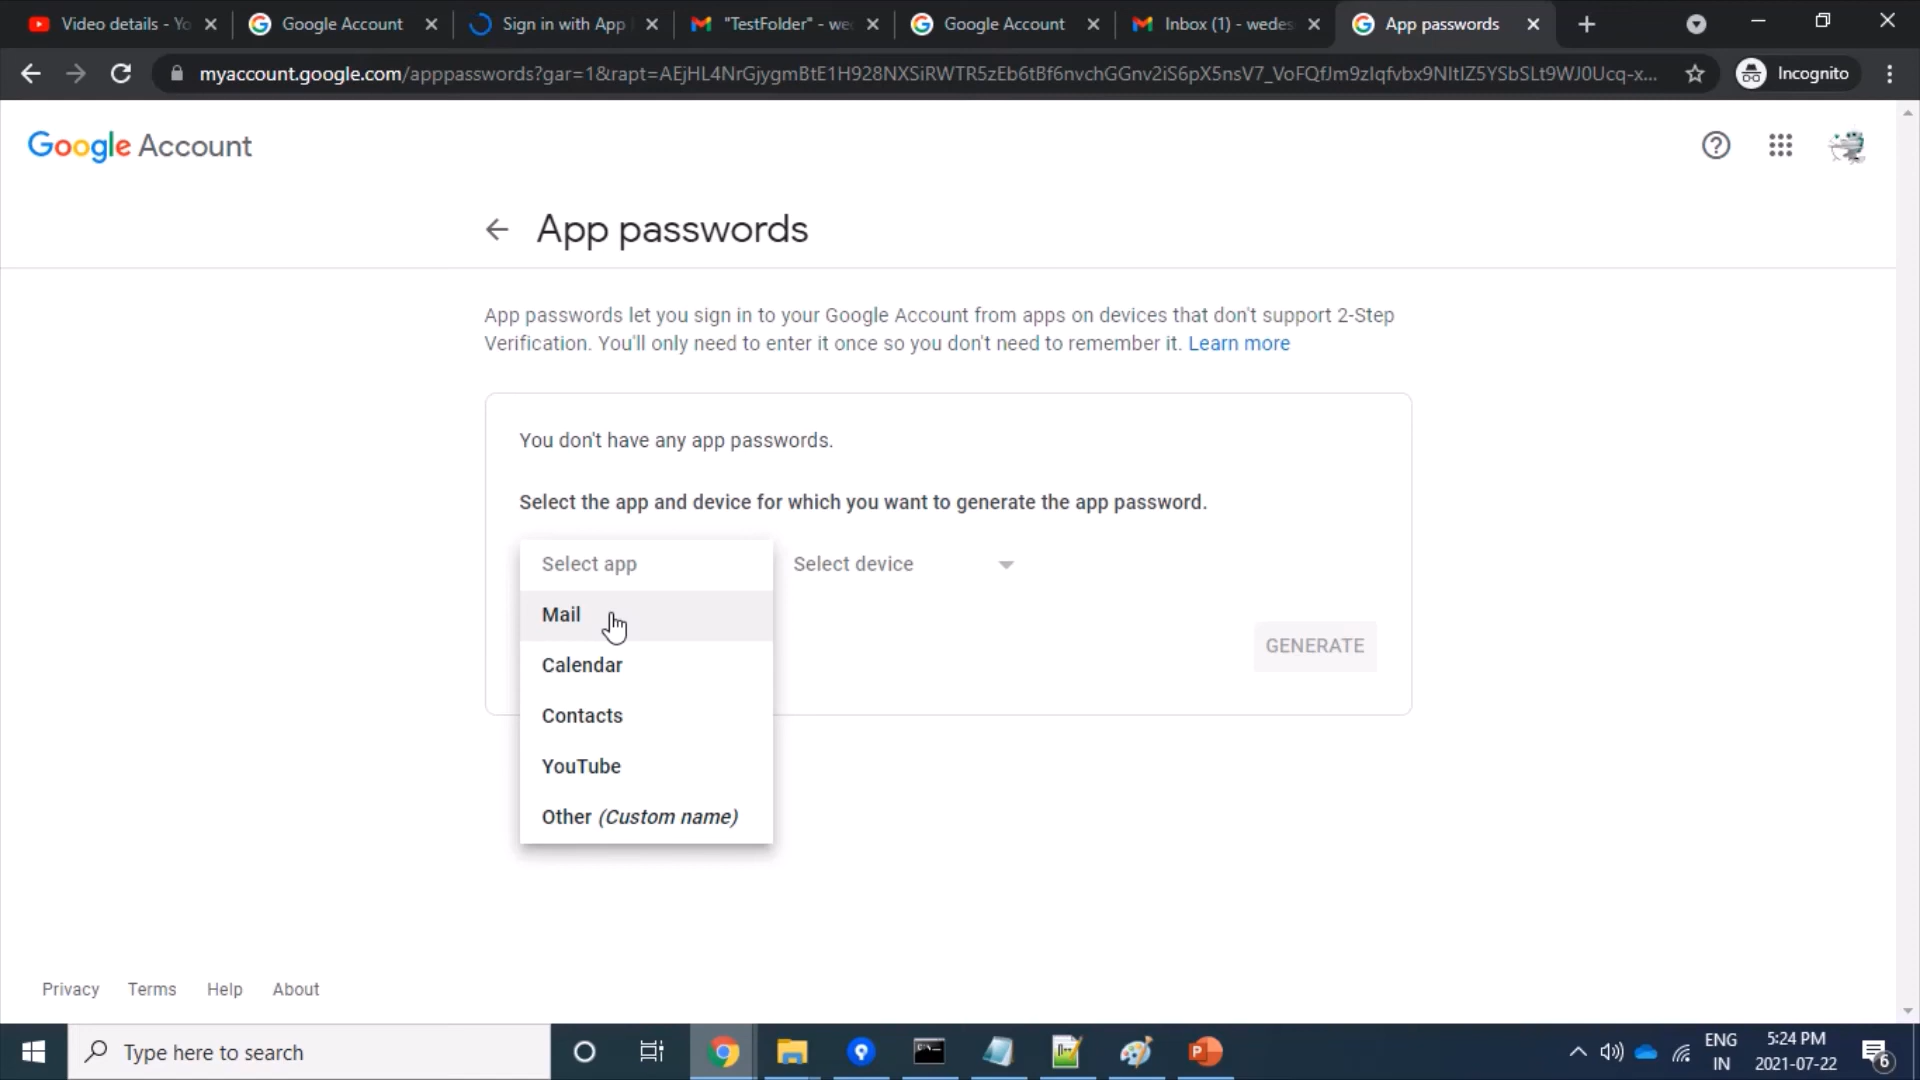 Video details - Yo
Google Account
Sign in with App
"TestFolder" - we
Google Account
Inbox (1) - wedes
App passwords
myaccount.google.com/apppasswords?gar=1&rapt=AEjHL4NrGjygmBtE1H928NXSiRWTR5zEb6tBf6nvchGGnv2iS6pX5nsV7_VoFQfJm9zIqfvbx9NItIZ5YSbSLt9WJ0Ucq-x...
Incognito
Google Account
App passwords
App passwords let you sign in to your Google Account from apps on devices that don't support 2-Step
Verification. You'll only need to enter it once so you don't need to remember it. Learn more
You don't have any app passwords.
Select the app and device for which you want to generate the app password.
Select app
Select device
Mail
GENERATE
Calendar
Contacts
YouTube
Other (Custom name)
Privacy Terms Help About
Type here to search
ENG
IN
5:24 PM
2021-07-22
6